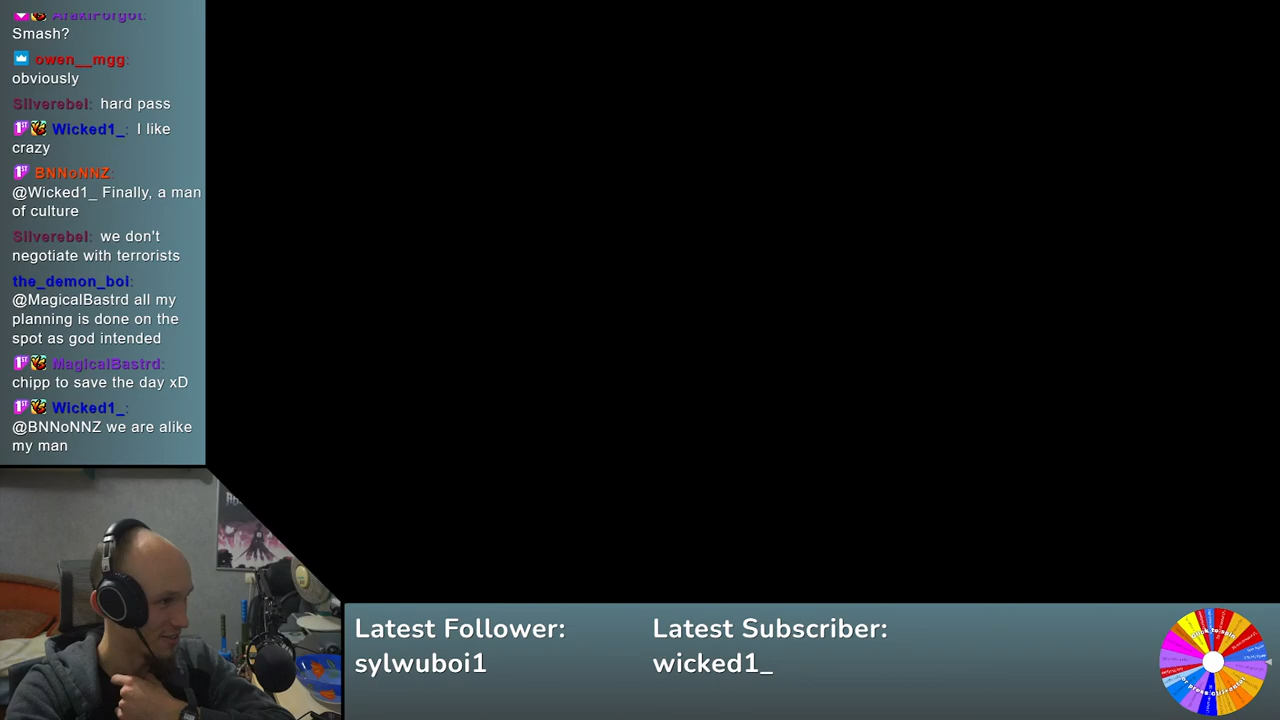 ArukiForgot:
Smash?
owen__mgg:
obviously
Silverebel: hard pass
Wicked1_: I like
crazy
BNNoNNZ:
@Wicked1_ Finally, a man
of culture
Silverebel: we don't
negotiate with terrorists
the_demon_boi:
@MagicalBastrd all my
planning is done on the
spot as god intended
MagicalBastrd:
chipp to save the day xD
Wicked1_:
@BNNoNNZ we are alike
my man
Latest Follower:
sylwuboi1
Latest Subscriber:
wicked1_